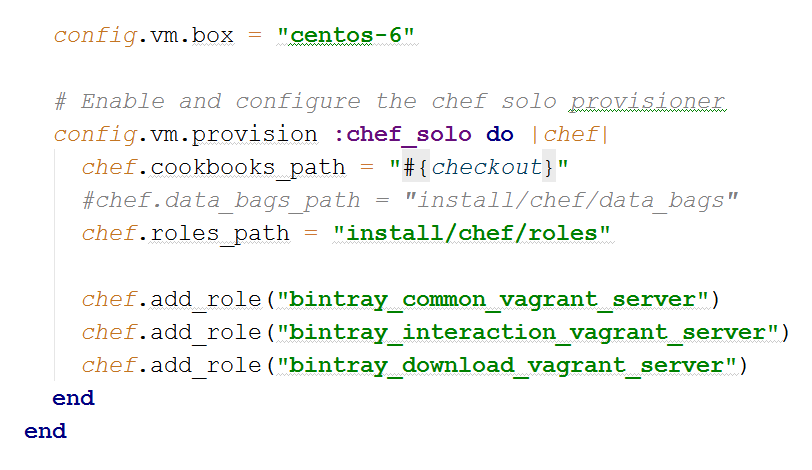 config.vm.box = "centos-6"
# Enable and configure the chef solo provisioner
config.vm.provision :chef_solo do |chef|
chef.cookbooks_path = "#{checkout}"
#chef.data_bags_path = "install/chef/data_bags"
chef.roles_path = "install/chef/roles"
chef.add_role("bintray_common_vagrant_server")
chef.add_role("bintray_interaction_vagrant_server")
chef.add_role("bintray_download_vagrant_server")
end
end